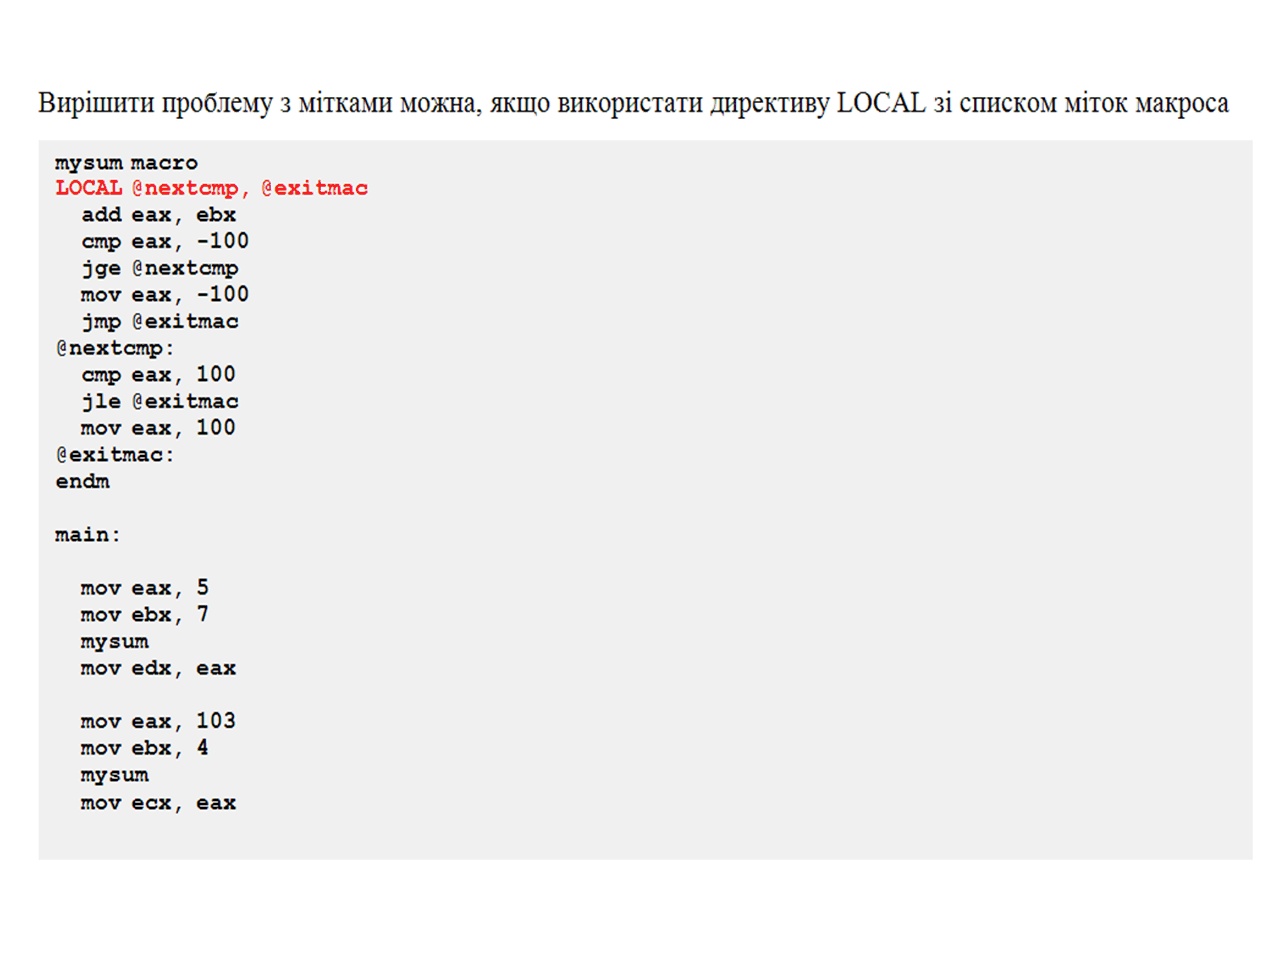 Вирішити проблему з мітками можна, якщо використати директиву LOCAL зі списком міток макроса
mysum macro
LOCAL @nextcmp, @exitmac
add eax, ebx
cmp eax, -100
jge @nextcmp
mov eax, -100
jmp @exitmac
@nextcmp:
cmp eax, 100
jle @exitmac
mov eax, 100
@exitmac:
endm
main:
mov eax, 5
mov ebx, 7
mysum
mov edx, eax
mov eax, 103
mov ebx, 4
mysum
mov ecx, eax